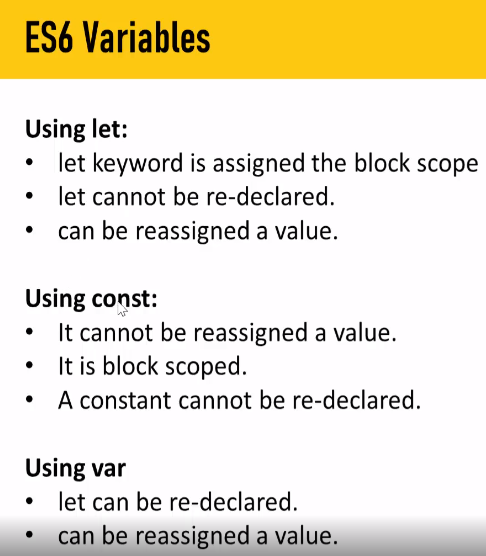 ES6 Variables
Using let:
• let keyword is assigned the block scope
• let cannot be re-declared.
• can be reassigned a value.
Using const:
• It cannot be reassigned a value.
• It is block scoped.
• A constant cannot be re-declared.
Using var
• let can be re-declared.
• can be reassigned a value.